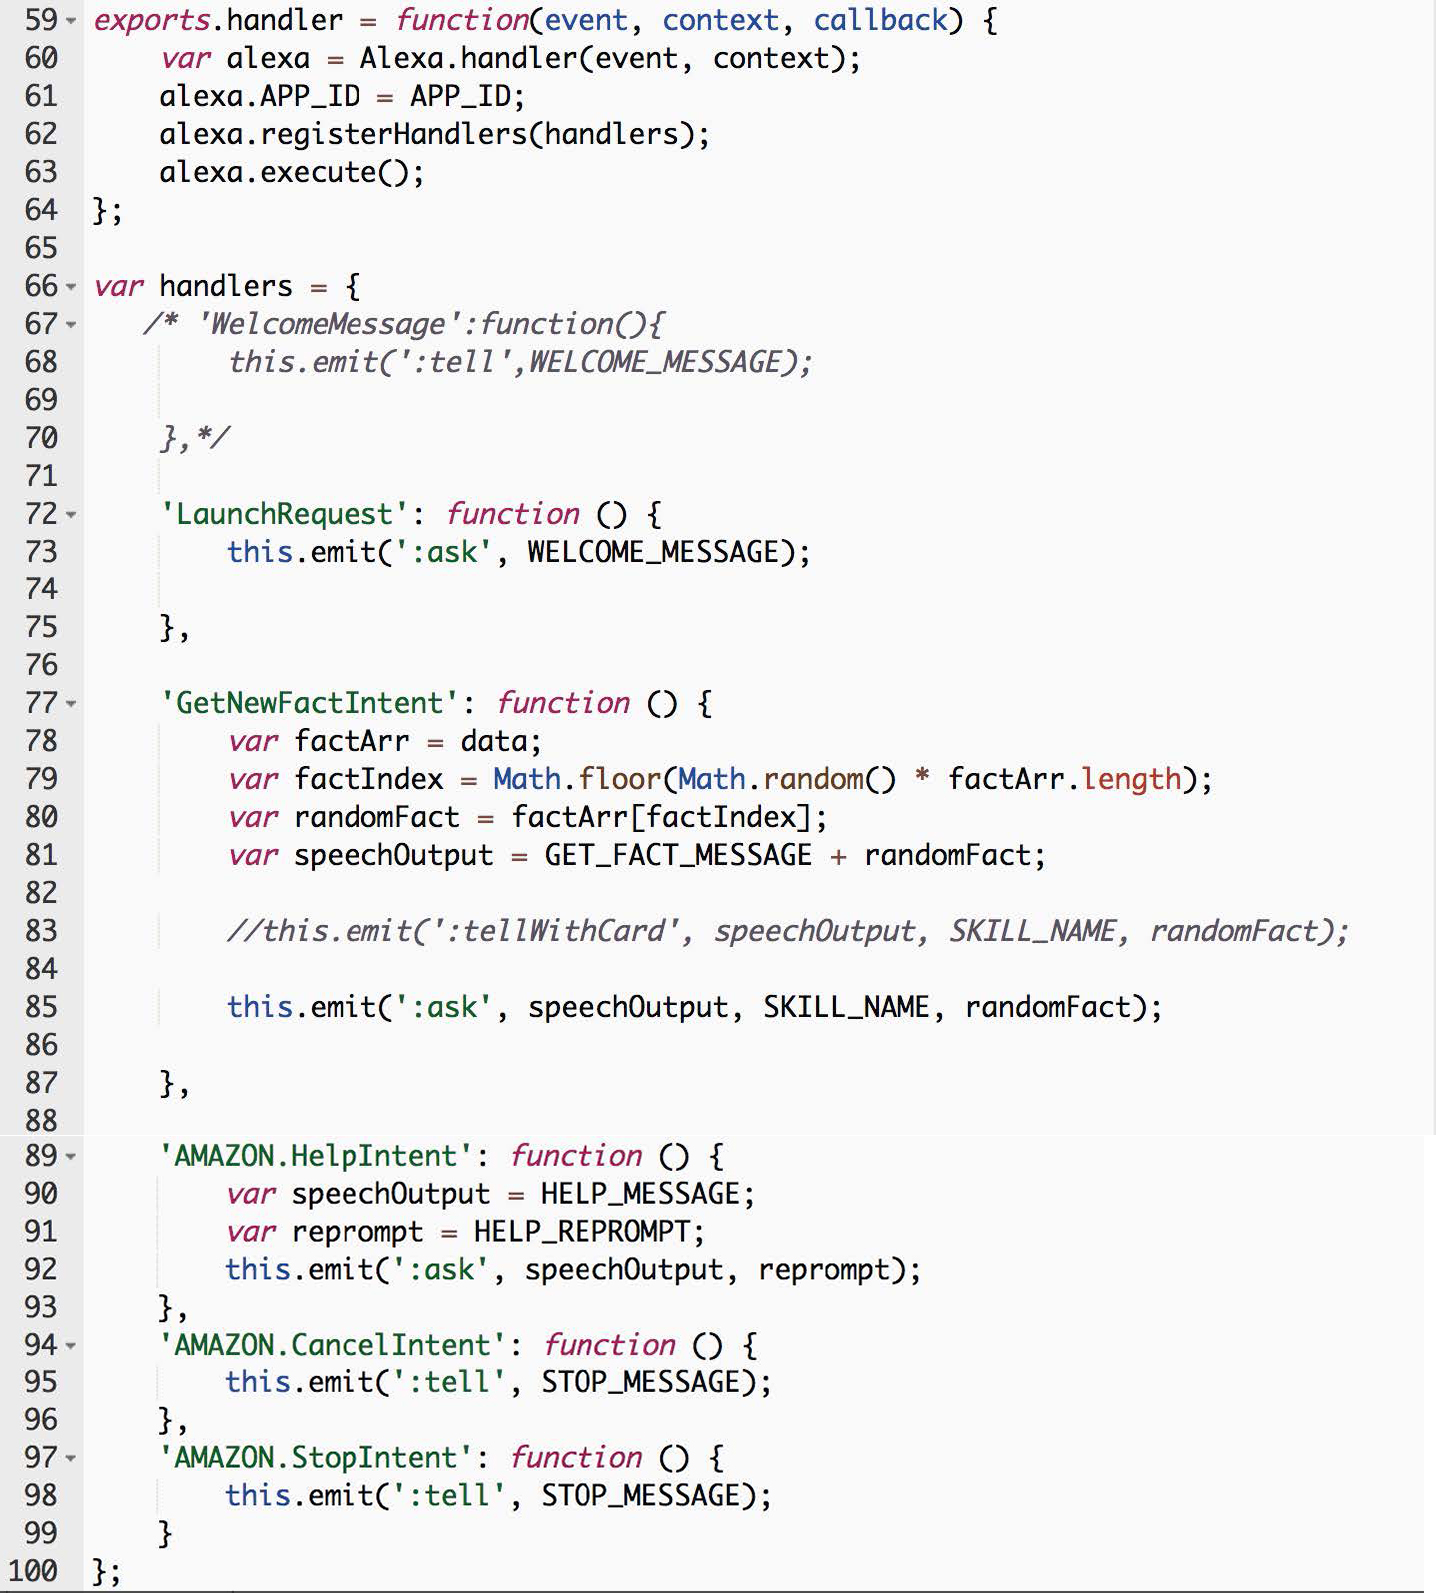 59 exports.handler = function(event, context, callback) {
60     var alexa = Alexa.handler(event, context);
61     alexa.APP_ID = APP_ID;
62     alexa.registerHandlers(handlers);
63     alexa.execute();
64 };
65
66 var handlers = {
67    /* 'WelcomeMessage':function(){
68         this.emit(':tell',WELCOME_MESSAGE);
69
70     },*/
71
72     'LaunchRequest': function () {
73         this.emit(':ask', WELCOME_MESSAGE);
74
75     },
76
77     'GetNewFactIntent': function () {
78         var factArr = data;
79         var factIndex = Math.floor(Math.random() * factArr.length);
80         var randomFact = factArr[factIndex];
81         var speechOutput = GET_FACT_MESSAGE + randomFact;
82
83         //this.emit(':tellWithCard', speechOutput, SKILL_NAME, randomFact);
84
85         this.emit(':ask', speechOutput, SKILL_NAME, randomFact);
86
87     },
88
89     'AMAZON.HelpIntent': function () {
90         var speechOutput = HELP_MESSAGE;
91         var reprompt = HELP_REPROMPT;
92         this.emit(':ask', speechOutput, reprompt);
93     },
94     'AMAZON.CancelIntent': function () {
95         this.emit(':tell', STOP_MESSAGE);
96     },
97     'AMAZON.StopIntent': function () {
98         this.emit(':tell', STOP_MESSAGE);
99     }
100 };